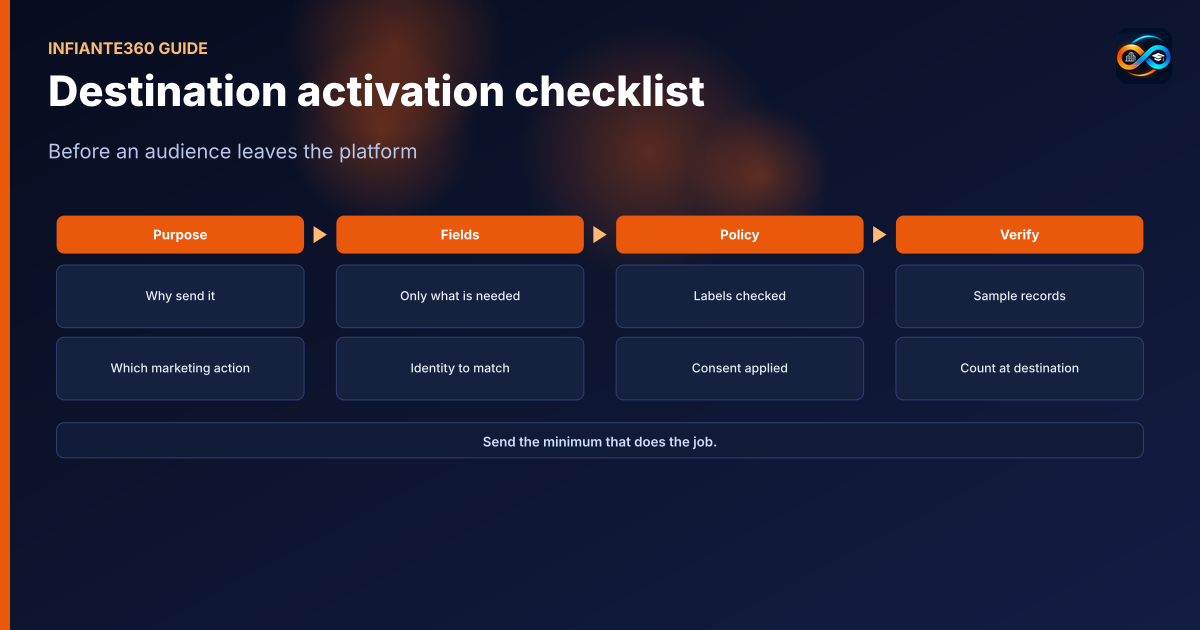 INFIANTE360 GUIDE
Destination activation checklist
Before an audience leaves the platform
Purpose
Fields
Policy
Verify
Why send it
Only what is needed
Labels checked
Sample records
Which marketing action
Identity to match
Consent applied
Count at destination
Send the minimum that does the job.